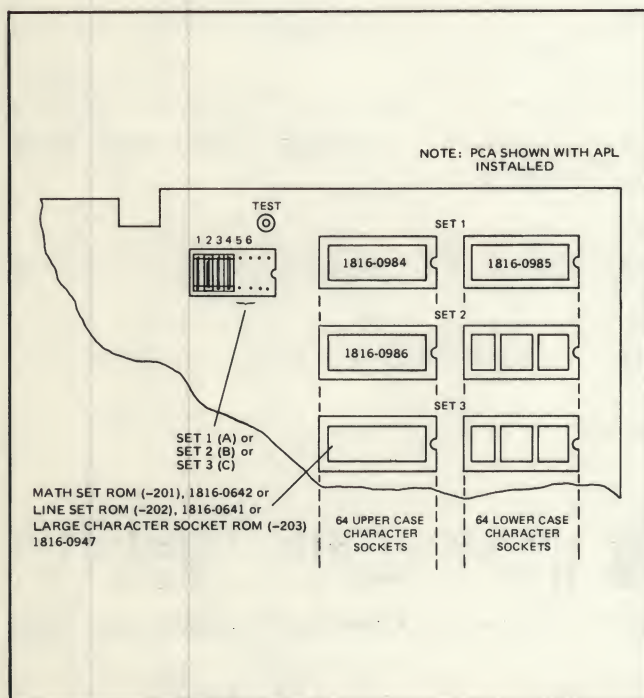 NOTE: PCA SHOWN WITH APL
INSTALLED
TEST
1 2 3 4 5 6
SET 1
1816-0984
1816-0985
SET 2
1816-0986
SET 3
SET 1 (A) or
SET 2 (B) or
SET 3 (C)
MATH SET ROM (-201), 1816-0642 or
LINE SET ROM (-202), 1816-0641 or
LARGE CHARACTER SOCKET ROM (-203)
1816-0947
64 UPPER CASE
CHARACTER
SOCKETS
64 LOWER CASE
CHARACTER
SOCKETS